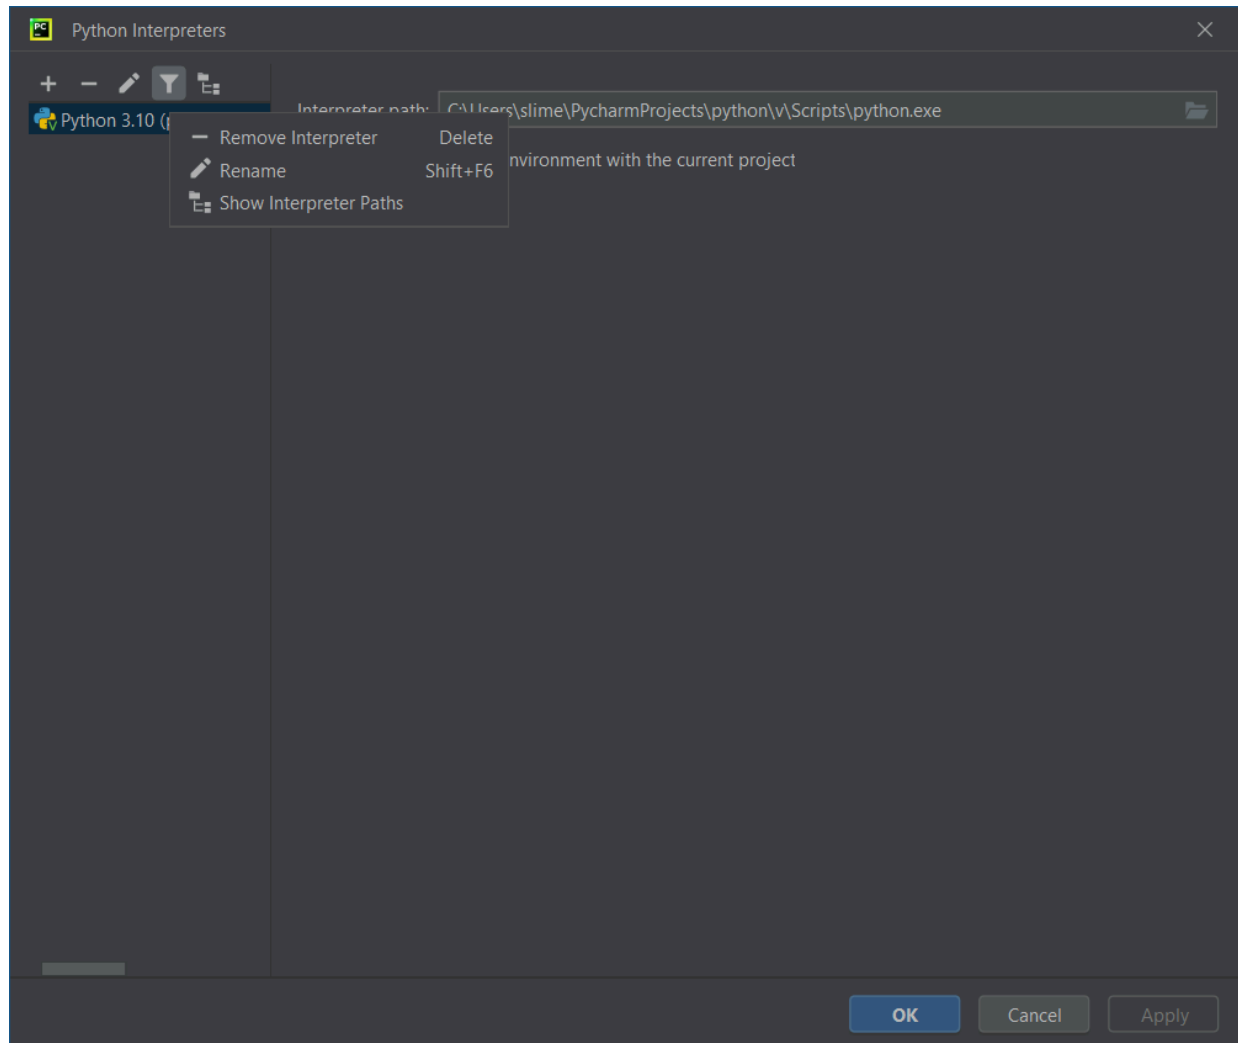 PC
Python Interpreters
Interpreter path: C:\Users\slime\PycharmProjects\python\v\Scripts\python.exe
Python 3.10 (
Remove Interpreter Delete
nvironment with the current project
Rename Shift+F6
Show Interpreter Paths
OK Cancel Apply